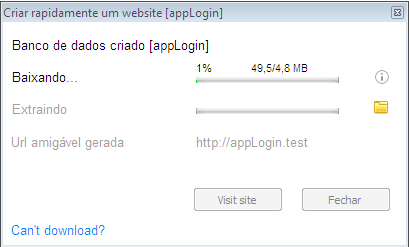 Criar rapidamente um website [appLogin]
Banco de dados criado [appLogin]
Baixando... 1% 49,5/4,8 MB
Extraindo
Url amigável gerada http://appLogin.test
Visit site Fechar
Can't download?